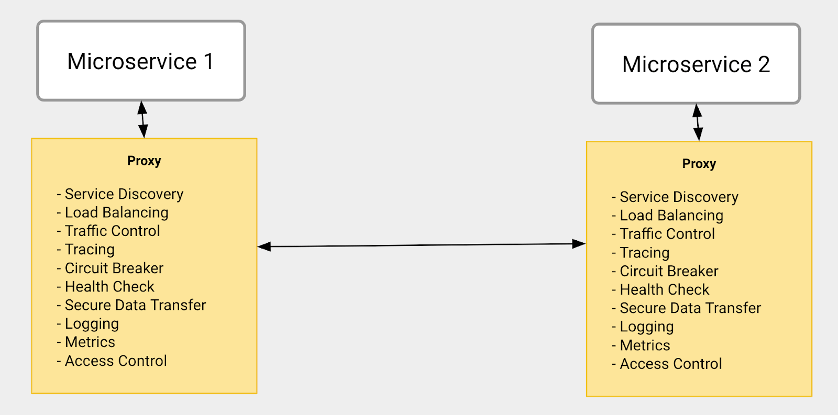 Microservice 1
Microservice 2
Proxy
- Service Discovery
- Load Balancing
- Traffic Control
- Tracing
- Circuit Breaker
- Health Check
- Secure Data Transfer
- Logging
- Metrics
- Access Control
Proxy
- Service Discovery
- Load Balancing
- Traffic Control
- Tracing
- Circuit Breaker
- Health Check
- Secure Data Transfer
- Logging
- Metrics
- Access Control